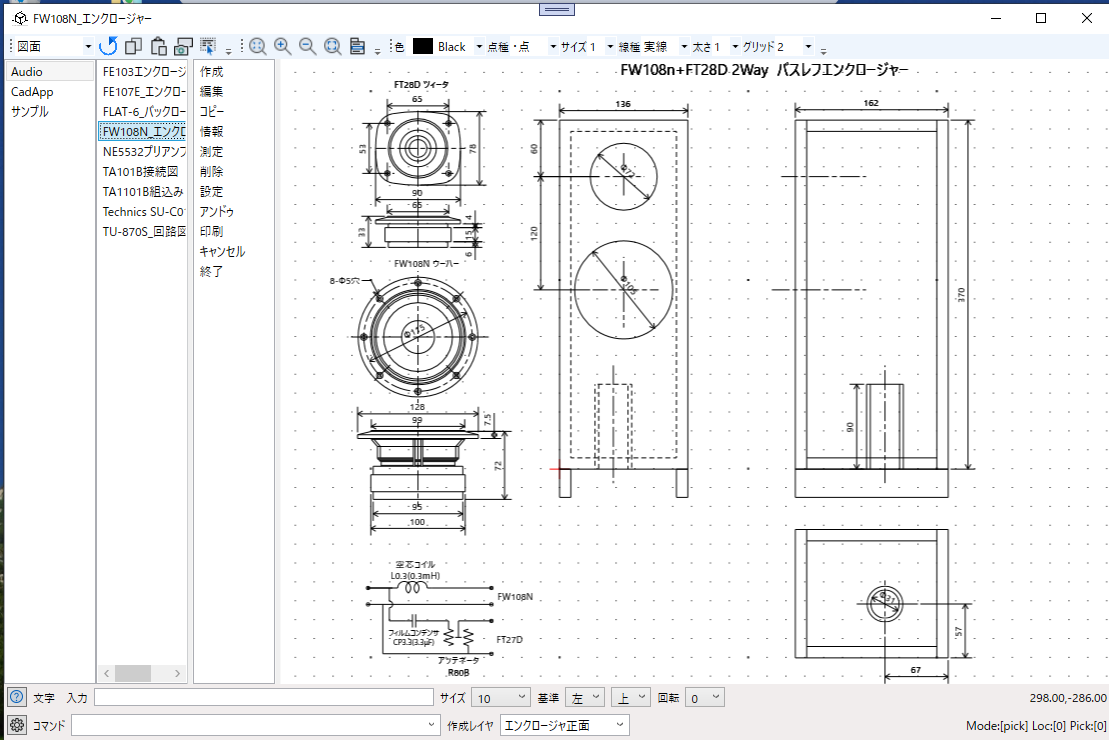 FW108N_エンクロージャー
図面
色
Black
点種・点
サイズ 1
線種 実線
太さ 1
グリッド 2
Audio
CadApp
サンプル
FE103エンクロージ
FE107E_エンクロ-
FLAT-6_バックロ-
FW108N_エンクロ
NE5532プリアンプ
TA101B接続図
TA1101B組込み
Technics SU-C0
TU-870S_回路図
作成
編集
コピー
情報
測定
削除
設定
アンドゥ
印刷
キャンセル
終了
FW108n+FT28D 2Way バスレフエンクロージャー
FT28D ツィータ
65
53
78
90
65
33
4
15
6
FW108N ウーハー
8-Φ5穴
Φ115
128
99
7.5
72
95
100
136
60
120
Φ72
Φ105
162
370
90
Φ31
57
67
空芯コイル
L0.3(0.3mH)
FW108N
フィルムコンデンサ
CP3.3(3.3μF)
FT27D
アッテネータ
R80B
文字 入力
サイズ 10
基準 左 上
回転 0
298.00,-286.00
コマンド
作成レイヤ エンクロージャ正面
Mode:[pick] Loc:[0] Pick:[0]